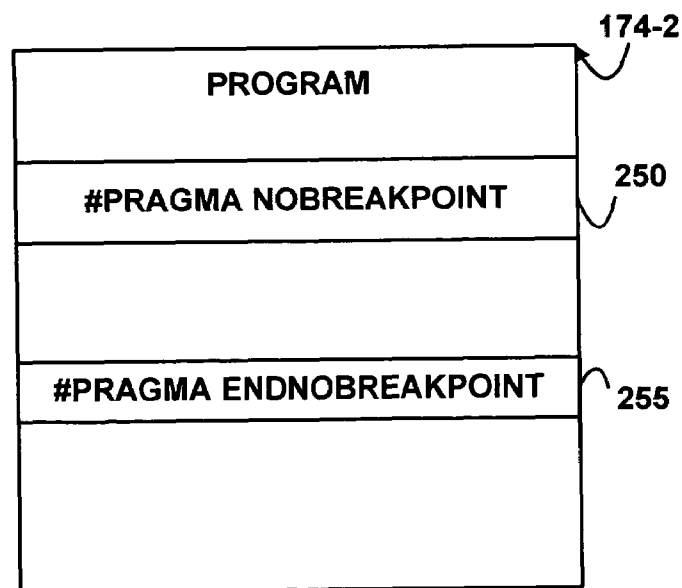 174-2
PROGRAM
250
#PRAGMA NOBREAKPOINT
#PRAGMA ENDNOBREAKPOINT
255